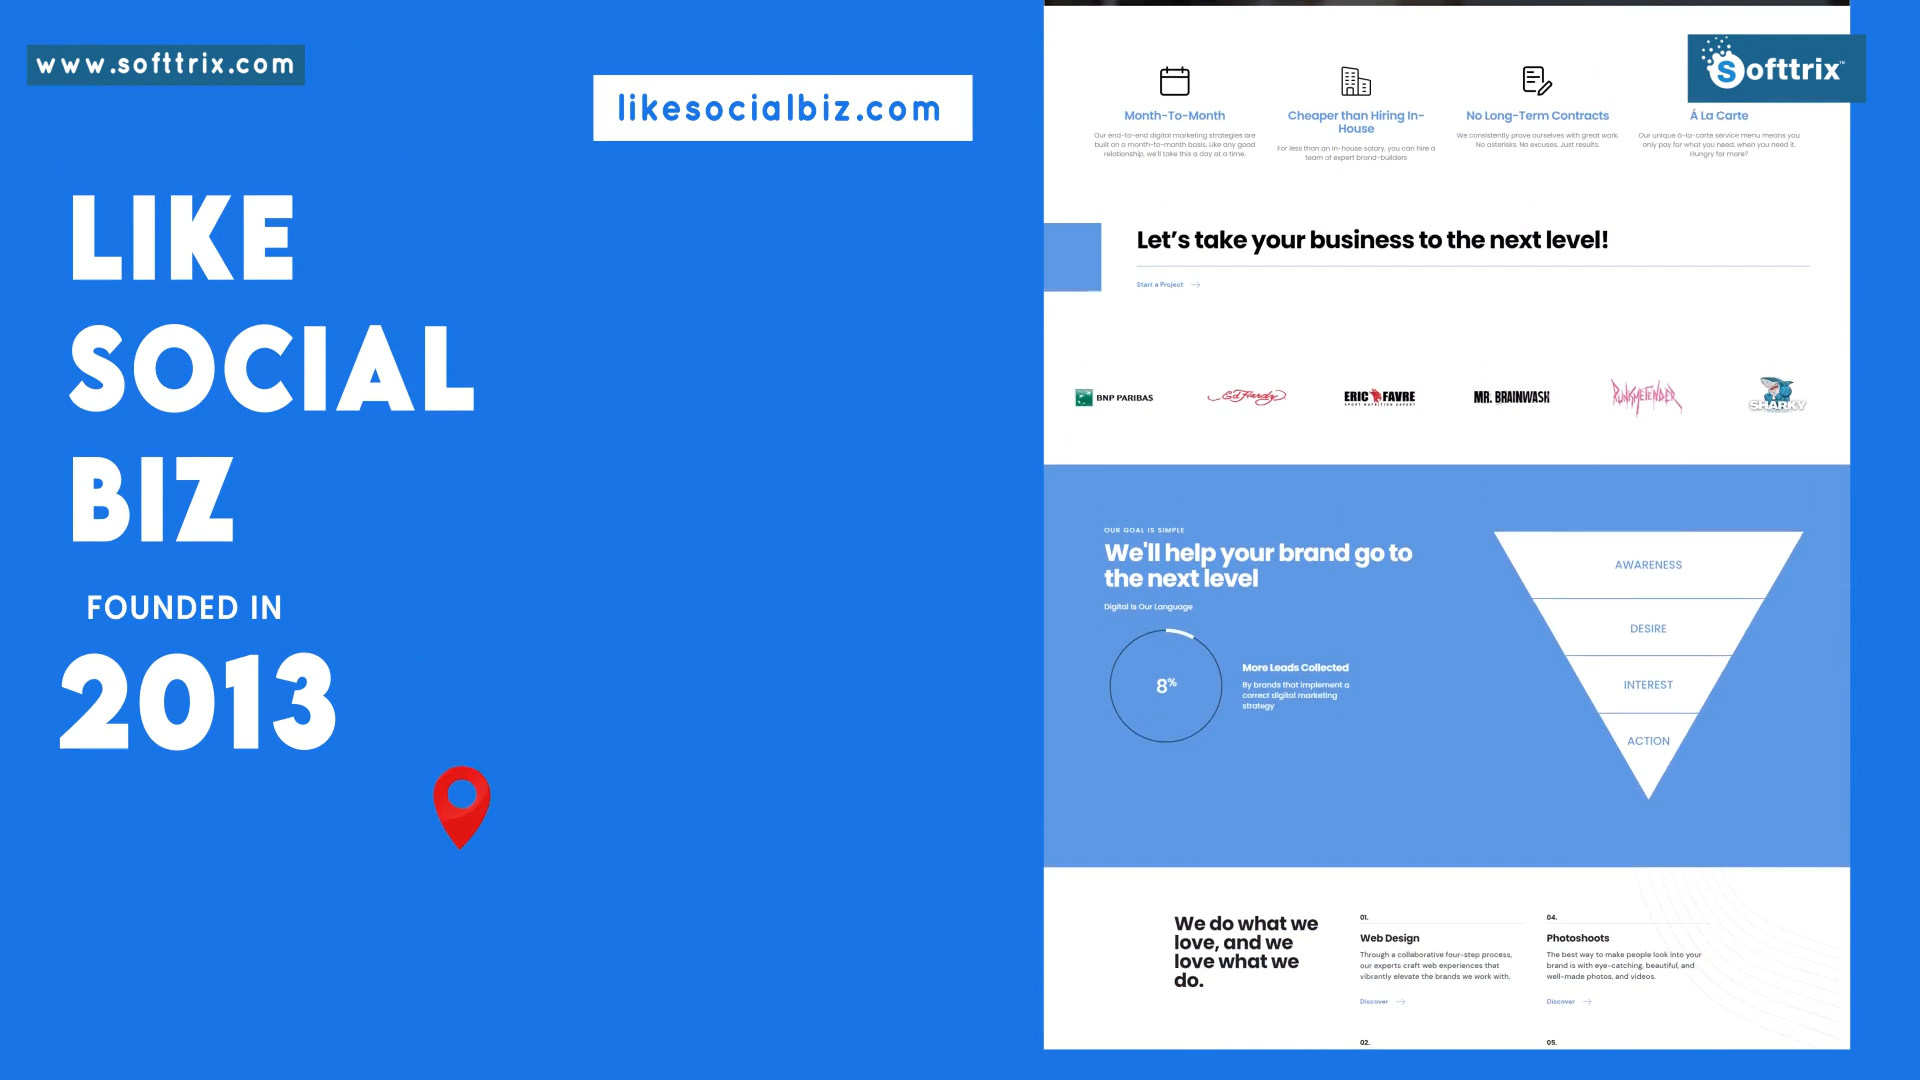 www.softtrix.com
likesocialbiz.com
LIKE
SOCIAL
BIZ
FOUNDED IN
2013
Softtrix™
Month-To-Month
Our end-to-end digital marketing strategies are
built on a month-to-month basis. Like any good
relationship, we'll take this a day at a time.
Cheaper than Hiring In-
House
For less than an in-house salary, you can hire a
team of expert brand-builders
No Long-Term Contracts
We consistently prove ourselves with great work.
No asterisks. No excuses. Just results.
Á La Carte
Our unique á-la-carte service menu means you
only pay for what you need, when you need it.
Hungry for more?
Let's take your business to the next level!
Start a Project
BNP PARIBAS
Ed Hardy
ERIC FAVRE
SPORT NUTRITION EXPERT
MR. BRAINWASH
PUNKMETENDER
SHARKY
OUR GOAL IS SIMPLE
We'll help your brand go to
the next level
Digital Is Our Language
8%
More Leads Collected
By brands that implement a
correct digital marketing
strategy
AWARENESS
DESIRE
INTEREST
ACTION
We do what we
love, and we
love what we
do.
01.
Web Design
Through a collaborative four-step process,
our experts craft web experiences that
vibrantly elevate the brands we work with.
Discover
04.
Photoshoots
The best way to make people look into your
brand is with eye-catching, beautiful, and
well-made photos, and videos.
Discover
02.
05.